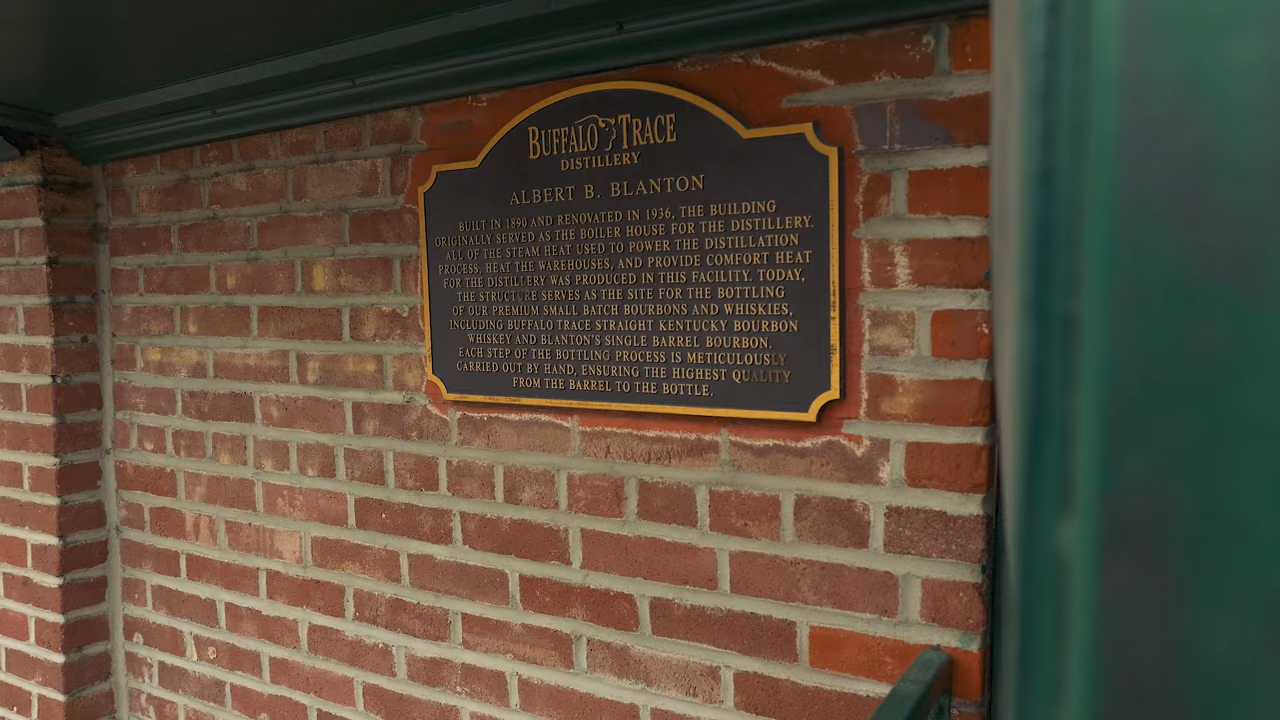 BUFFALO TRACE
DISTILLERY
ALBERT B. BLANTON
BUILT IN 1890 AND RENOVATED IN 1936, THE BUILDING
ORIGINALLY SERVED AS THE BOILER HOUSE FOR THE DISTILLERY.
ALL OF THE STEAM HEAT USED TO POWER THE DISTILLATION
PROCESS, HEAT THE WAREHOUSES, AND PROVIDE COMFORT HEAT
FOR THE DISTILLERY WAS PRODUCED IN THIS FACILITY. TODAY,
THE STRUCTURE SERVES AS THE SITE FOR THE BOTTLING
OF OUR PREMIUM SMALL BATCH BOURBONS AND WHISKIES,
INCLUDING BUFFALO TRACE STRAIGHT KENTUCKY BOURBON
WHISKEY AND BLANTON'S SINGLE BARREL BOURBON.
EACH STEP OF THE BOTTLING PROCESS IS METICULOUSLY
CARRIED OUT BY HAND, ENSURING THE HIGHEST QUALITY
FROM THE BARREL TO THE BOTTLE.